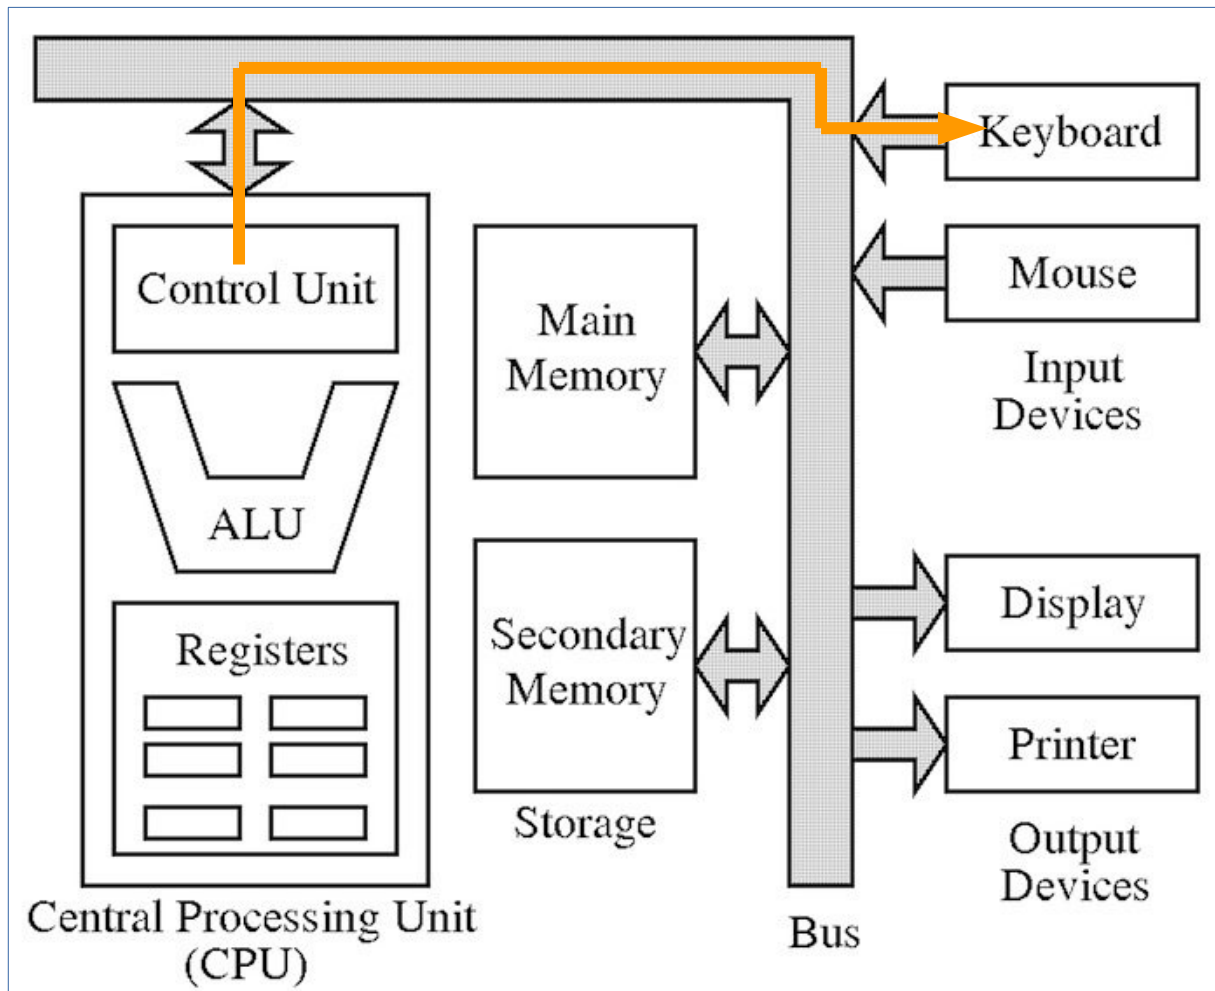 Keyboard
Control Unit
Mouse
Main
Memory
Input
Devices
ALU
Display
Secondary
Memory
Registers
Printer
Storage
Output
Devices
Central Processing Unit
(CPU)
Bus